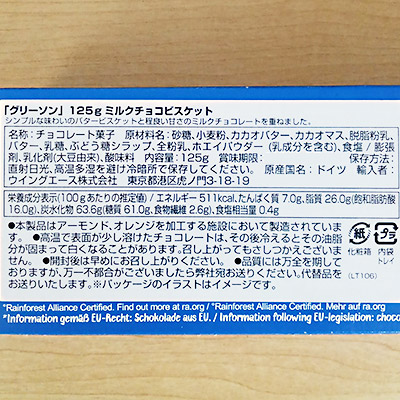 「グリーソン」125g ミルクチョコビスケット
シンプルな味わいのバタービスケットと程良い甘さのミルクチョコレートを重ねました。
名称：チョコレート菓子　原材料名：砂糖、小麦粉、カカオバター、カカオマス、脱脂粉乳、
バター、乳糖、ぶどう糖シラップ、全粉乳、ホエイパウダー（乳成分を含む）、食塩 / 膨張
剤、乳化剤（大豆由来）、酸味料　内容量：125g　賞味期限：　保存方法：
直射日光、高温多湿を避け冷暗所で保存してください。　原産国名：ドイツ　輸入者：
ウイングエース株式会社　東京都港区虎ノ門3-18-19
栄養成分表示（100gあたりの推定値）/ エネルギー 511kcal、たんぱく質 7.0g、脂質 26.0g（飽和脂肪酸
16.0g）、炭水化物 63.6g（糖質 61.0g、食物繊維 2.6g）、食塩相当量 0.4g
●本製品はアーモンド、オレンジを加工する施設において製造されていま
す。●高温で表面が少し溶けたチョコレートは、その後冷えるとその油脂
分が固まって白くなることがあります。召し上がってもさしつかえございませ
ん。●開封後は早めにお召し上がりください。●品質には万全を期して
おりますが、万一不都合がございましたら弊社宛お送りください。代替品を
お送りいたします。※パッケージのイラストはイメージです。
紙
化粧箱
プラ
内袋
トレイ
(LT106)
*Rainforest Alliance Certified. Find out more at ra.org/ *Rainforest Alliance Certified. Mehr auf ra.org
*Information gemäß EU-Recht: Schokolade aus EU. / Information following EU-legislation: choco